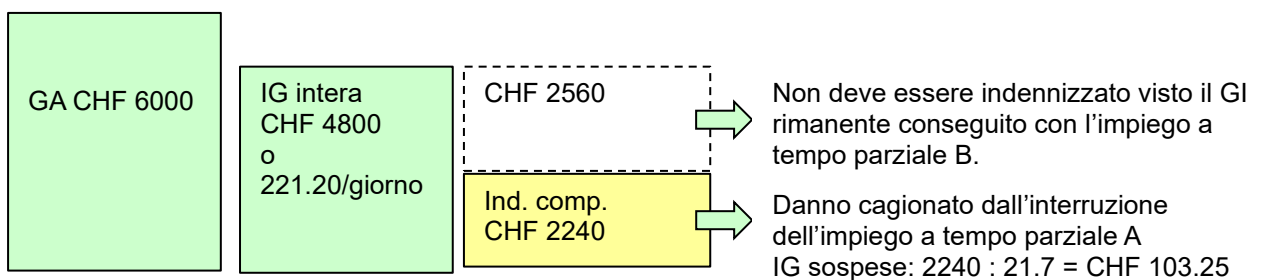 GA CHF 6000
IG intera
CHF 4800
o
221.20/giorno
CHF 2560
Ind. comp.
CHF 2240
Non deve essere indennizzato visto il GI
rimanente conseguito con l'impiego a
tempo parziale B.
Danno cagionato dall'interruzione
dell'impiego a tempo parziale A
IG sospese: 2240 : 21.7 = CHF 103.25